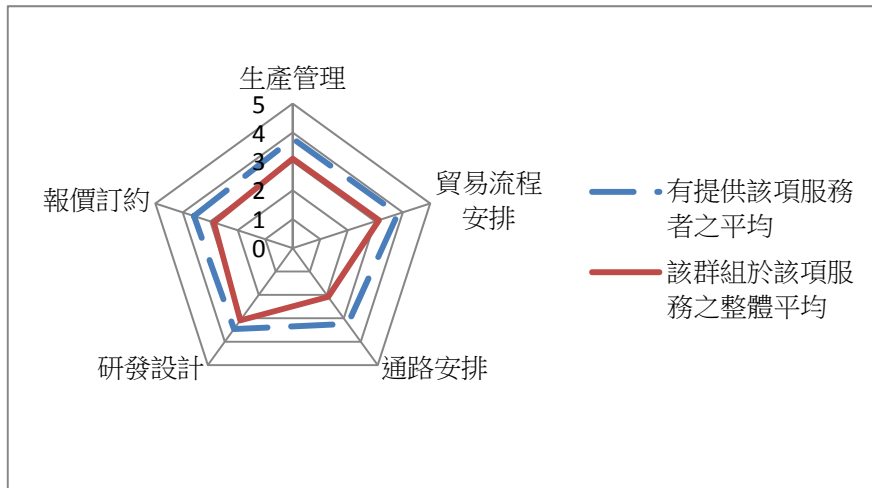 生產管理
5
4
3
2
1
0
貿易流程
安排
報價訂約
研發設計
通路安排
有提供該項服務
者之平均
該群組於該項服
務之整體平均